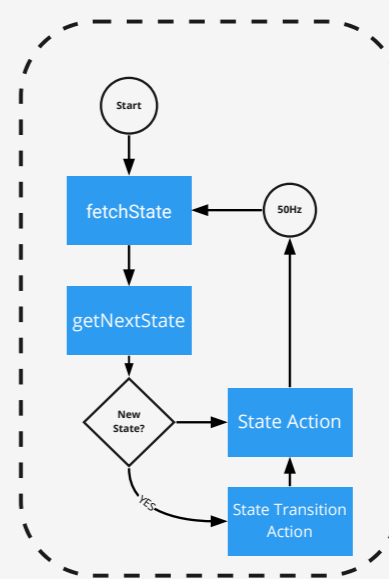 Start
fetchState
50Hz
getNextState
New
State?
State Action
YES
State Transition
Action